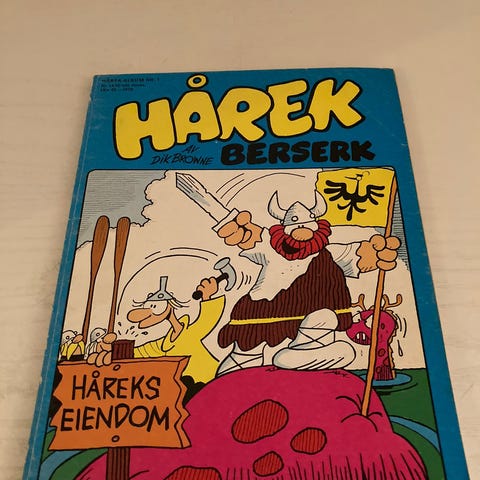 HÅREK
AV
DIK BROWNE
BERSERK
HÅREKS
EIENDOM